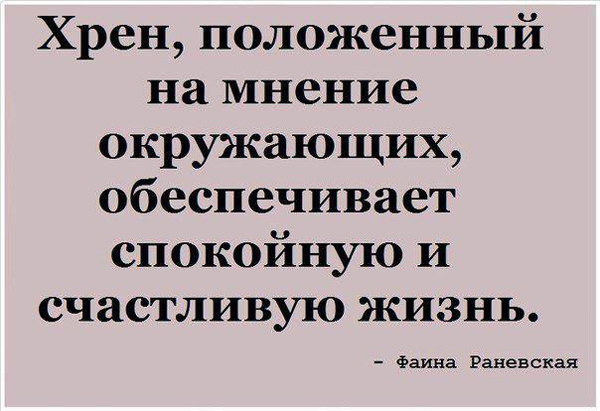 Хрен, положенный
на мнение
окружающих,
обеспечивает
спокойную и
счастливую жизнь.
- Фаина Раневская